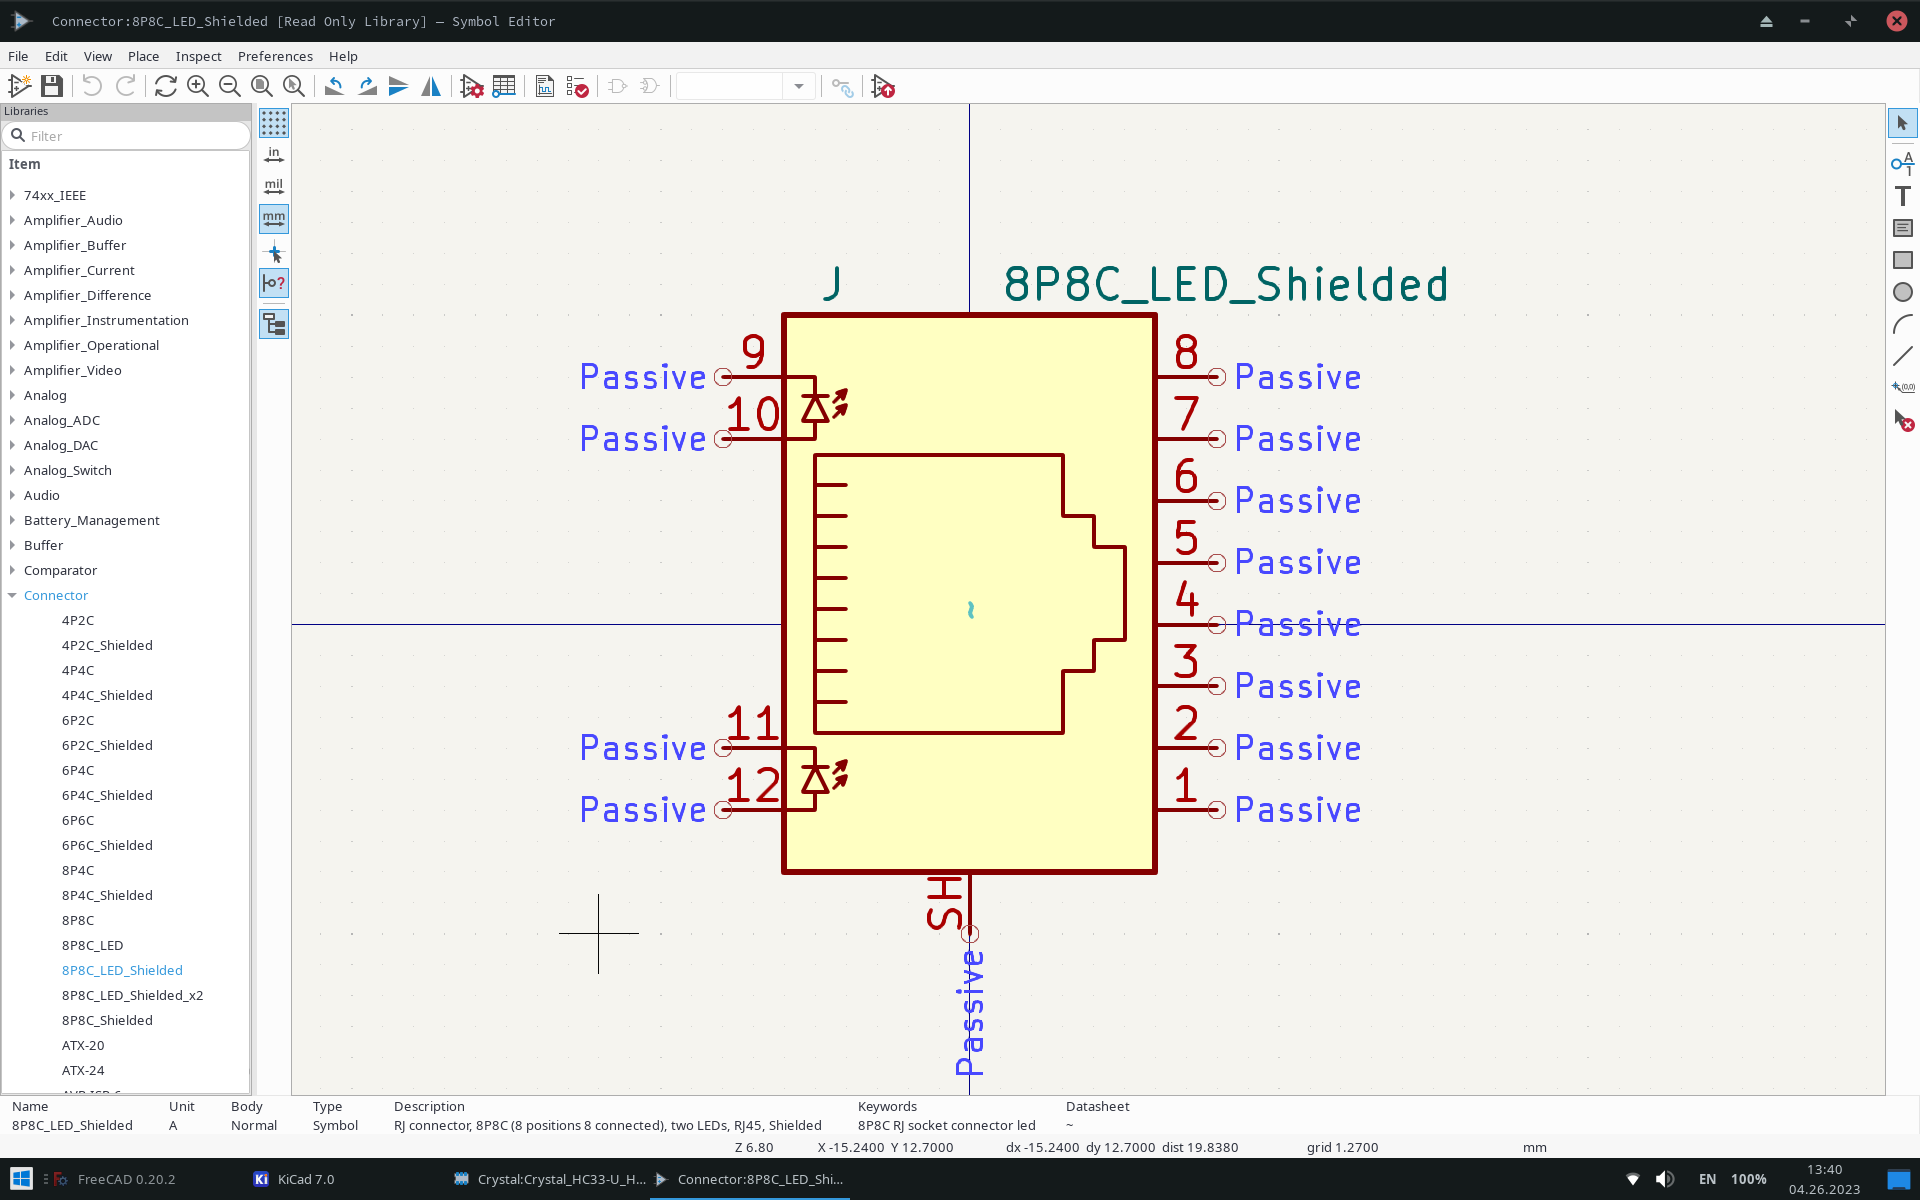 Connector:8P8C_LED_Shielded [Read Only Library] — Symbol Editor
File Edit View Place Inspect Preferences Help
Libraries
Filter
Item
74xx_IEEE
Amplifier_Audio
Amplifier_Buffer
Amplifier_Current
Amplifier_Difference
Amplifier_Instrumentation
Amplifier_Operational
Amplifier_Video
Analog
Analog_ADC
Analog_DAC
Analog_Switch
Audio
Battery_Management
Buffer
Comparator
Connector
4P2C
4P2C_Shielded
4P4C
4P4C_Shielded
6P2C
6P2C_Shielded
6P4C
6P4C_Shielded
6P6C
6P6C_Shielded
8P4C
8P4C_Shielded
8P8C
8P8C_LED
8P8C_LED_Shielded
8P8C_LED_Shielded_x2
8P8C_Shielded
ATX-20
ATX-24
in
mil
mm
J 8P8C_LED_Shielded
9 8
Passive Passive
10 7
Passive Passive
6
Passive
5
Passive
~
4
Passive
3
Passive
11 2
Passive Passive
12 1
Passive Passive
SH
Passive
A
1
T
(0,0)
Name Unit Body Type Description Keywords Datasheet
8P8C_LED_Shielded A Normal Symbol RJ connector, 8P8C (8 positions 8 connected), two LEDs, RJ45, Shielded 8P8C RJ socket connector led ~
Z 6.80 X -15.2400 Y 12.7000 dx -15.2400 dy 12.7000 dist 19.8380 grid 1.2700 mm
FreeCAD 0.20.2
Ki KiCad 7.0
Crystal:Crystal_HC33-U_H...
Connector:8P8C_LED_Shi...
EN 100%
13:40
04.26.2023